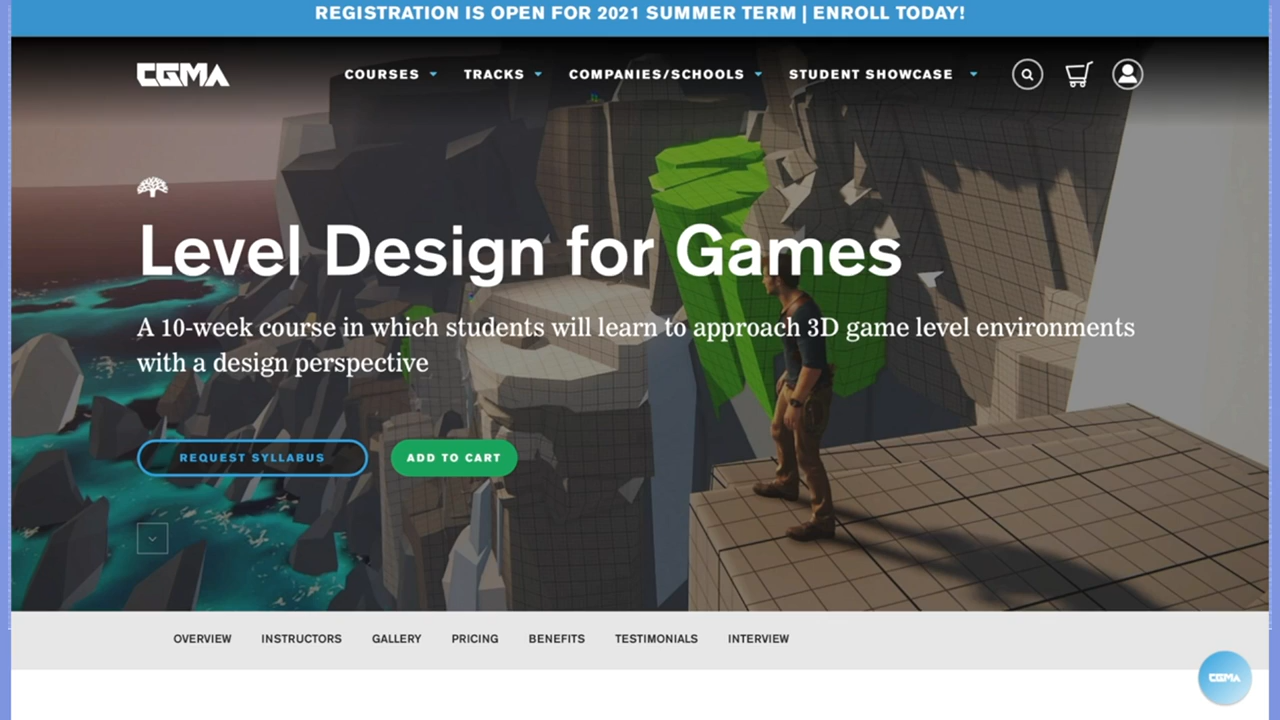 REGISTRATION IS OPEN FOR 2021 SUMMER TERM | ENROLL TODAY!
CGMA
COURSES
TRACKS
COMPANIES/SCHOOLS
STUDENT SHOWCASE
Level Design for Games
A 10-week course in which students will learn to approach 3D game level environments
with a design perspective
REQUEST SYLLABUS
ADD TO CART
OVERVIEW
INSTRUCTORS
GALLERY
PRICING
BENEFITS
TESTIMONIALS
INTERVIEW
CGMA